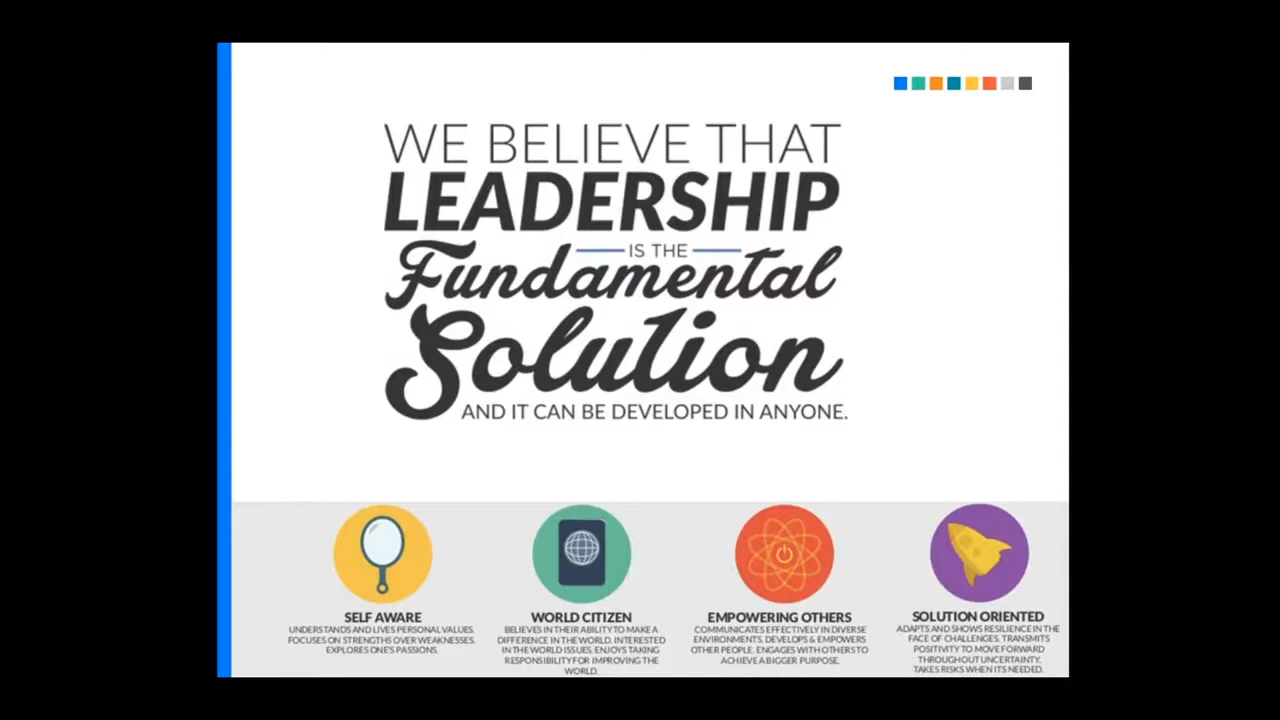 WE BELIEVE THAT
LEADERSHIP
IS THE
Fundamental
Solution
AND IT CAN BE DEVELOPED IN ANYONE.
SELF AWARE
UNDERSTANDS AND LIVES PERSONAL VALUES.
FOCUSES ON STRENGTHS OVER WEAKNESSES.
EXPLORES ONE'S PASSIONS.
WORLD CITIZEN
BELIEVES IN THEIR ABILITY TO MAKE A
DIFFERENCE IN THE WORLD. INTERESTED
IN THE WORLD ISSUES. ENJOYS TAKING
RESPONSIBILITY FOR IMPROVING THE
WORLD.
EMPOWERING OTHERS
COMMUNICATES EFFECTIVELY IN DIVERSE
ENVIRONMENTS. DEVELOPS & EMPOWERS
OTHER PEOPLE. ENGAGES WITH OTHERS TO
ACHIEVE A BIGGER PURPOSE.
SOLUTION ORIENTED
ADAPTS AND SHOWS RESILIENCE IN THE
FACE OF CHALLENGES. TRANSMITS
POSITIVITY TO MOVE FORWARD
THROUGHOUT UNCERTAINTY.
TAKES RISKS WHEN ITS NEEDED.